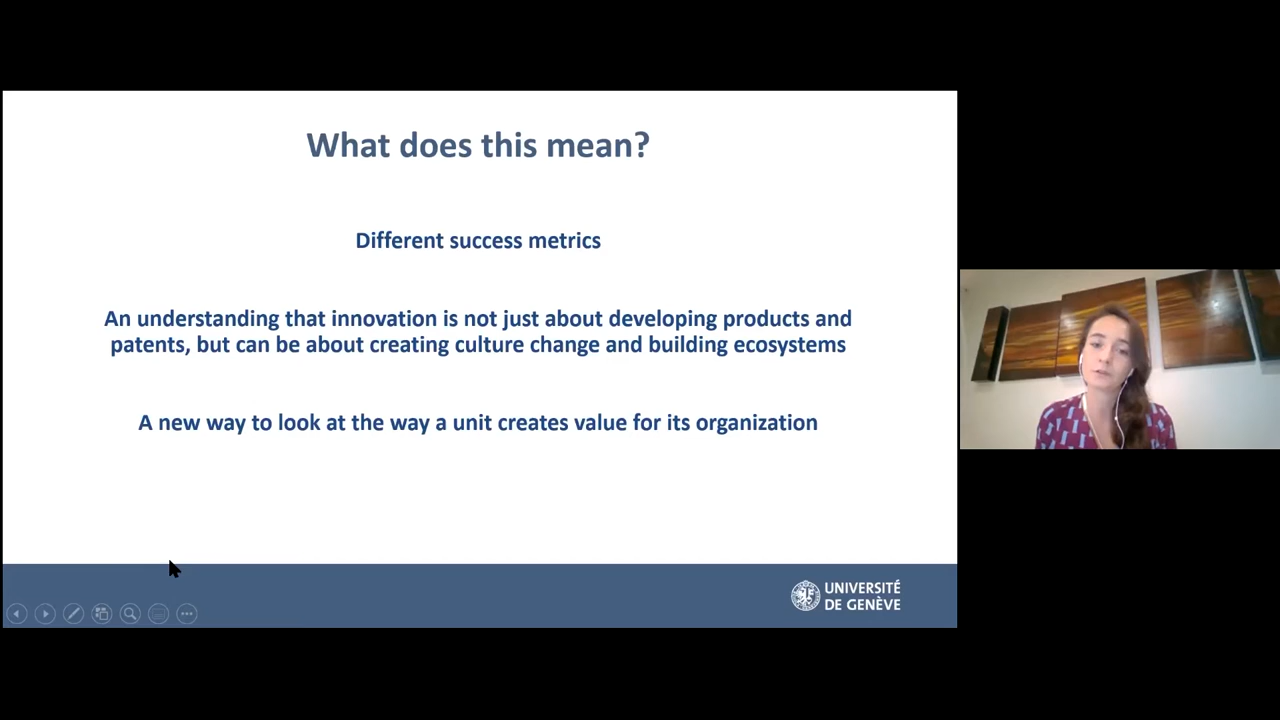 What does this mean?
Different success metrics
An understanding that innovation is not just about developing products and
patents, but can be about creating culture change and building ecosystems
A new way to look at the way a unit creates value for its organization
UNIVERSITÉ
DE GENÈVE